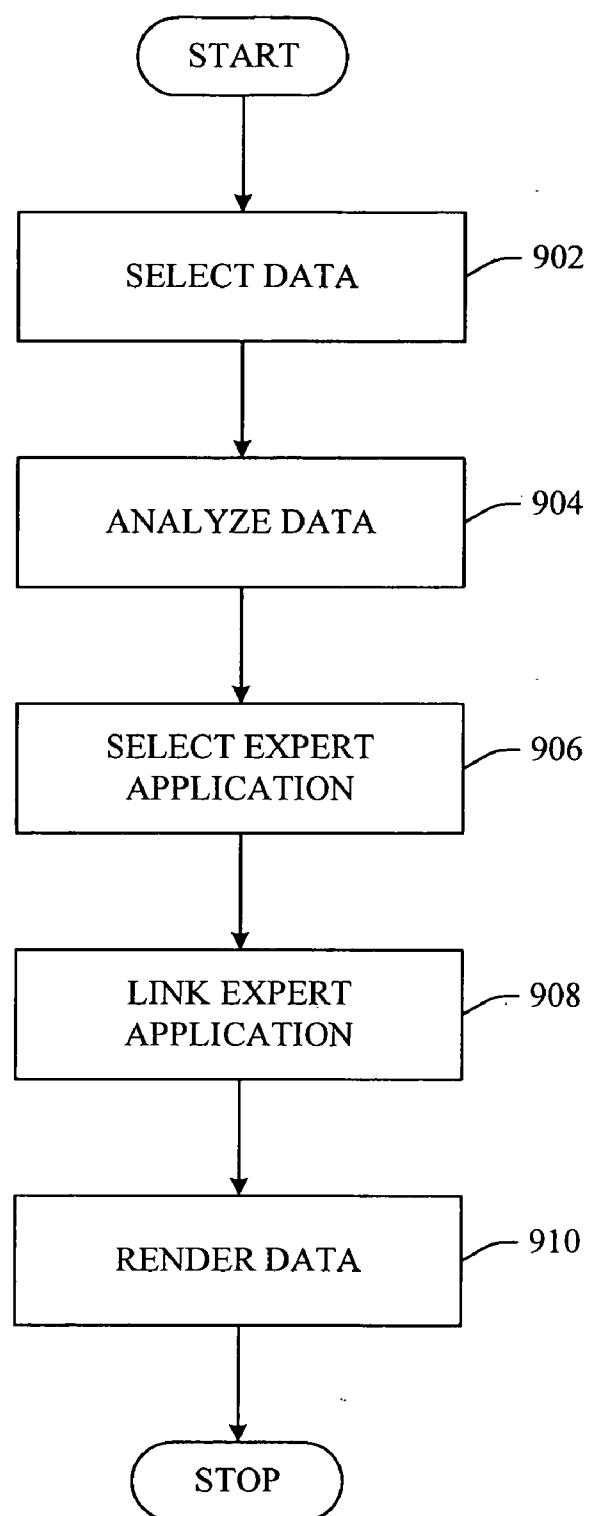 START
SELECT DATA
902
ANALYZE DATA
904
SELECT EXPERT
APPLICATION
906
LINK EXPERT
APPLICATION
908
RENDER DATA
910
STOP